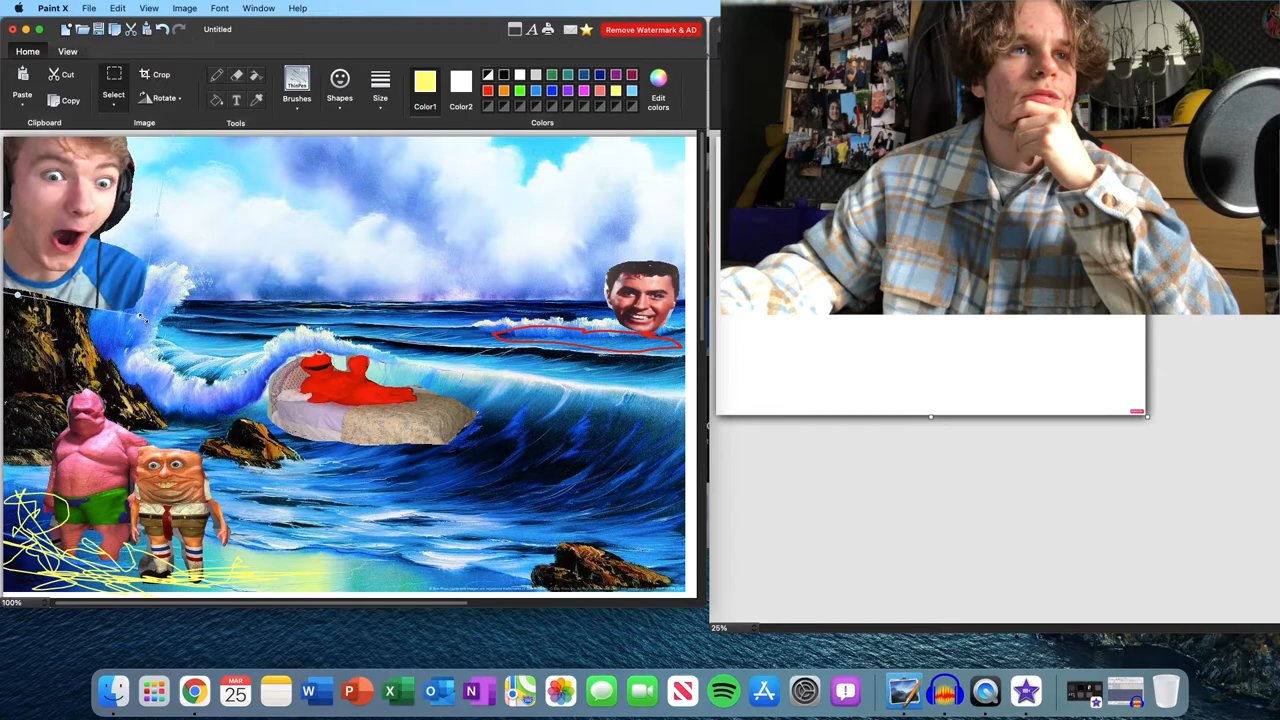 Paint X File Edit View Image Font Window Help
Untitled
Remove Watermark & AD
Home View
Paste
Cut
Copy
Clipboard
Select
Crop
Rotate
Image
Tools
ThinPen
Brushes
Shapes
Size
Color1
Color2
Edit
colors
Colors
100%
25%
MAR
25